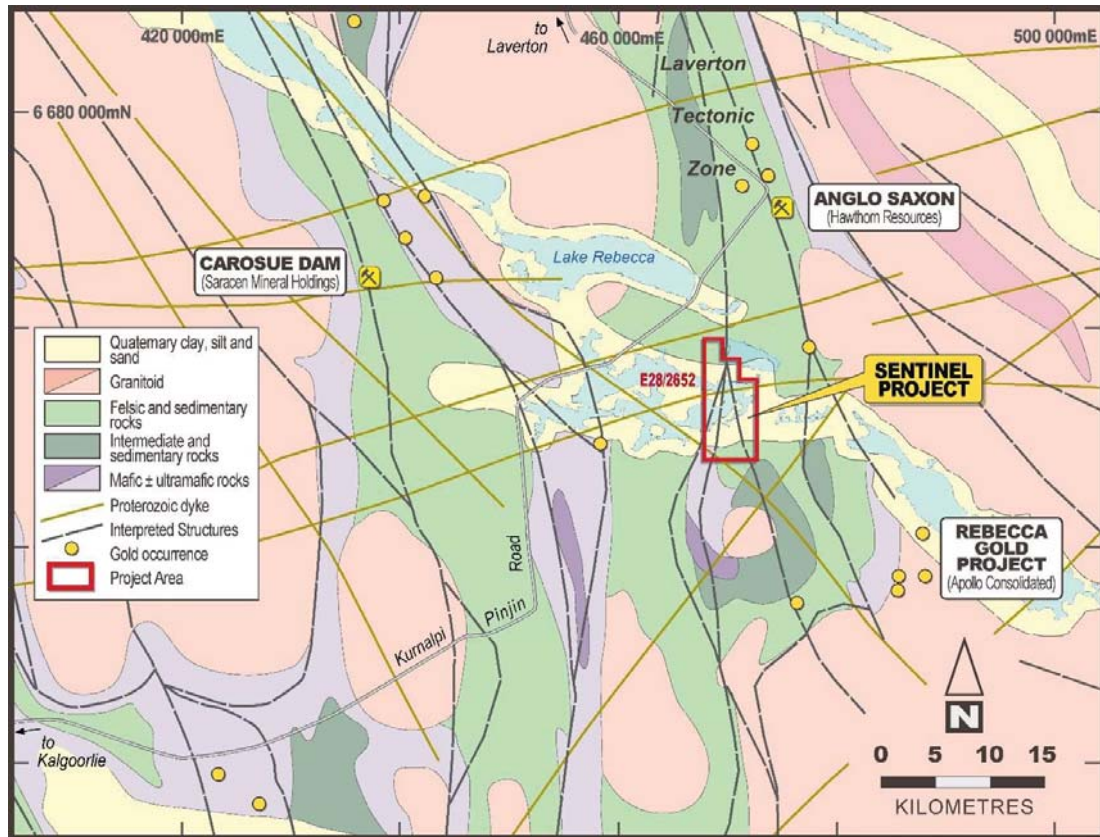 420 000mE
to
Laverton
460 000mE
500 000mE
6 680 000mN
Laverton
Tectonic
Zone
ANGLO SAXON
(Hawthorn Resources)
Lake Rebecca
CAROSUE DAM
(Saracen Mineral Holdings)
E28/2652
SENTINEL
PROJECT
Quaternary clay, silt and
sand
Granitoid
Felsic and sedimentary
rocks
Intermediate and
sedimentary rocks
Mafic ± ultramafic rocks
Proterozoic dyke
Interpreted Structures
Gold occurrence
Project Area
REBECCA
GOLD
PROJECT
(Apollo Consolidated)
Kurnalpi
Pinjin
Road
to
Kalgoorlie
N
0 5 10 15
KILOMETRES